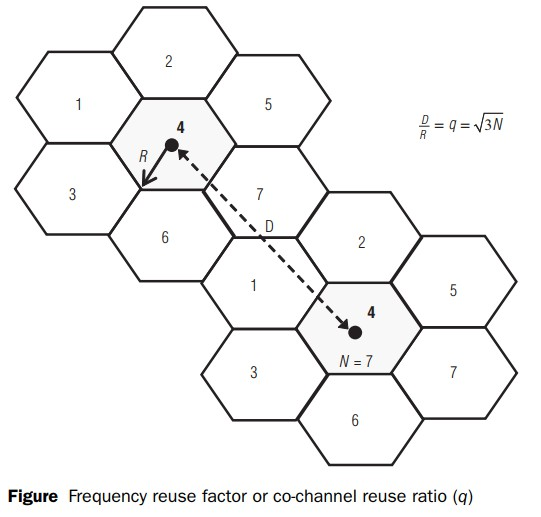 2
1
5
4
R
D/R = q = √3N
3
7
6
D
2
1
5
4
N = 7
3
7
6
Figure Frequency reuse factor or co-channel reuse ratio (q)